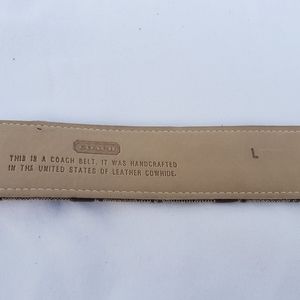 COACH
THIS IS A COACH BELT. IT WAS HANDCRAFTED
IN THE UNITED STATES OF LEATHER COWHIDE.
L